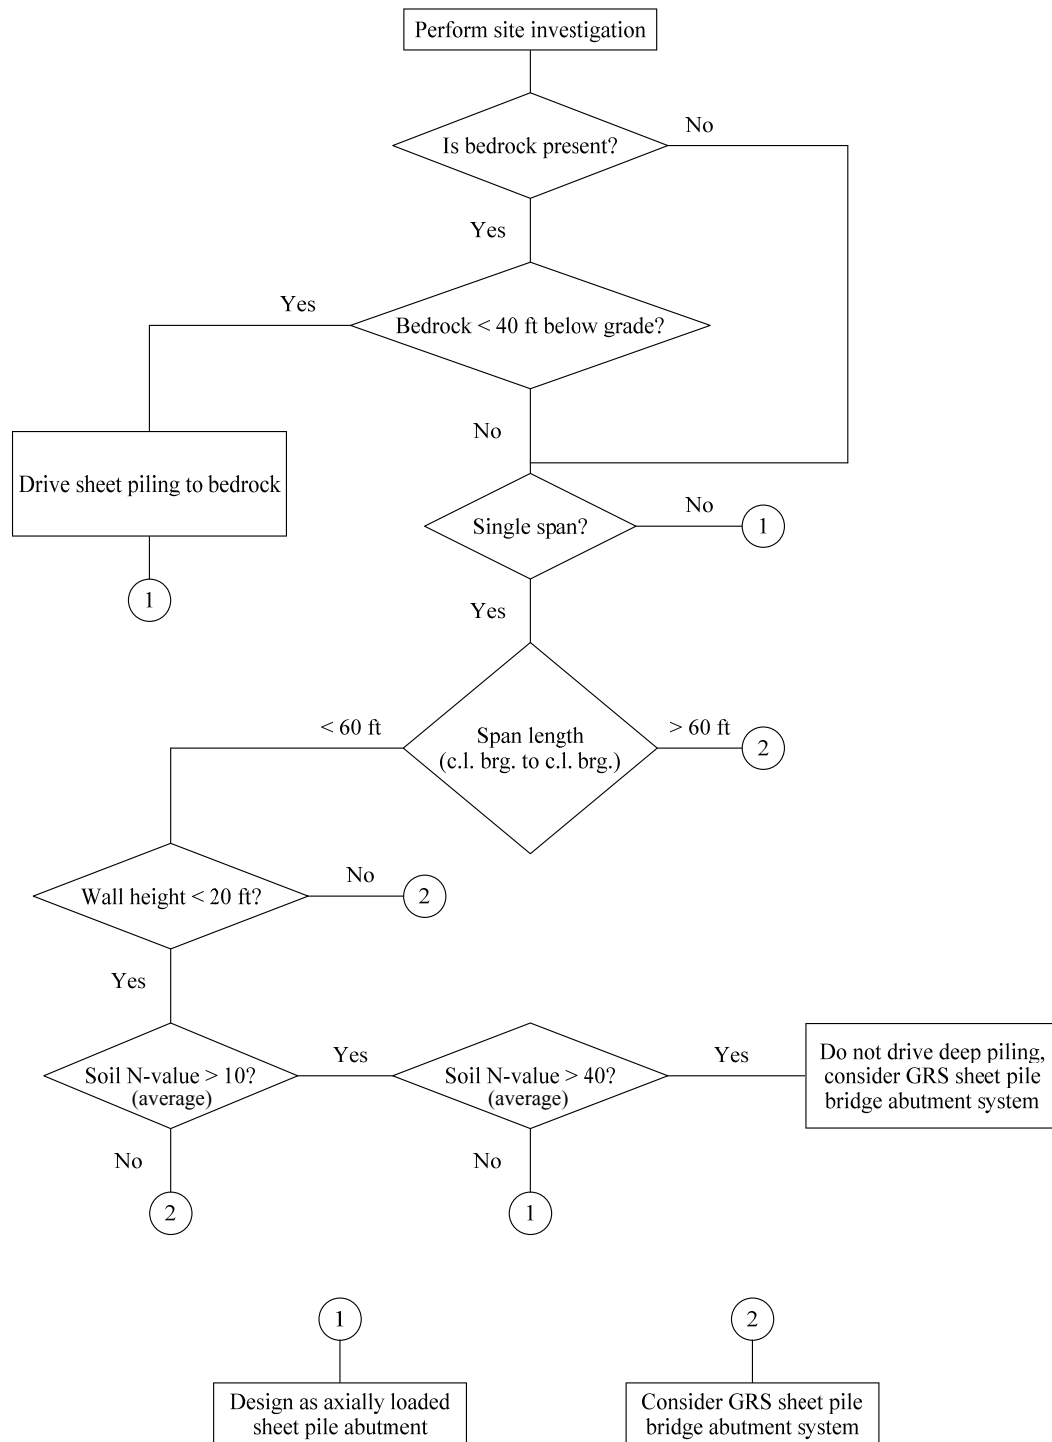 Perform site investigation
No
Is bedrock present?
Yes
Yes
Bedrock < 40 ft below grade?
No
Drive sheet piling to bedrock
No
Single span?
1
1
Yes
< 60 ft
> 60 ft
Span length
(c.l. brg. to c.l. brg.)
2
No
Wall height < 20 ft?
2
Yes
Yes
Yes
Soil N-value > 10?
(average)
Soil N-value > 40?
(average)
Do not drive deep piling,
consider GRS sheet pile
bridge abutment system
No
No
2
1
1
2
Design as axially loaded
sheet pile abutment
Consider GRS sheet pile
bridge abutment system